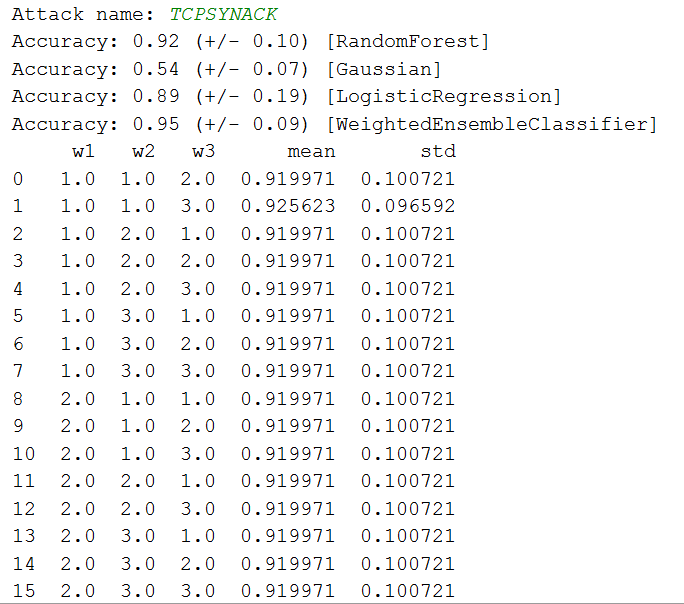 Attack name: TCPSYNACK
Accuracy: 0.92 (+/- 0.10) [RandomForest]
Accuracy: 0.54 (+/- 0.07) [Gaussian]
Accuracy: 0.89 (+/- 0.19) [LogisticRegression]
Accuracy: 0.95 (+/- 0.09) [WeightedEnsembleClassifier]
w1 w2 w3 mean std
0 1.0 1.0 2.0 0.919971 0.100721
1 1.0 1.0 3.0 0.925623 0.096592
2 1.0 2.0 1.0 0.919971 0.100721
3 1.0 2.0 2.0 0.919971 0.100721
4 1.0 2.0 3.0 0.919971 0.100721
5 1.0 3.0 1.0 0.919971 0.100721
6 1.0 3.0 2.0 0.919971 0.100721
7 1.0 3.0 3.0 0.919971 0.100721
8 2.0 1.0 1.0 0.919971 0.100721
9 2.0 1.0 2.0 0.919971 0.100721
10 2.0 1.0 3.0 0.919971 0.100721
11 2.0 2.0 1.0 0.919971 0.100721
12 2.0 2.0 3.0 0.919971 0.100721
13 2.0 3.0 1.0 0.919971 0.100721
14 2.0 3.0 2.0 0.919971 0.100721
15 2.0 3.0 3.0 0.919971 0.100721